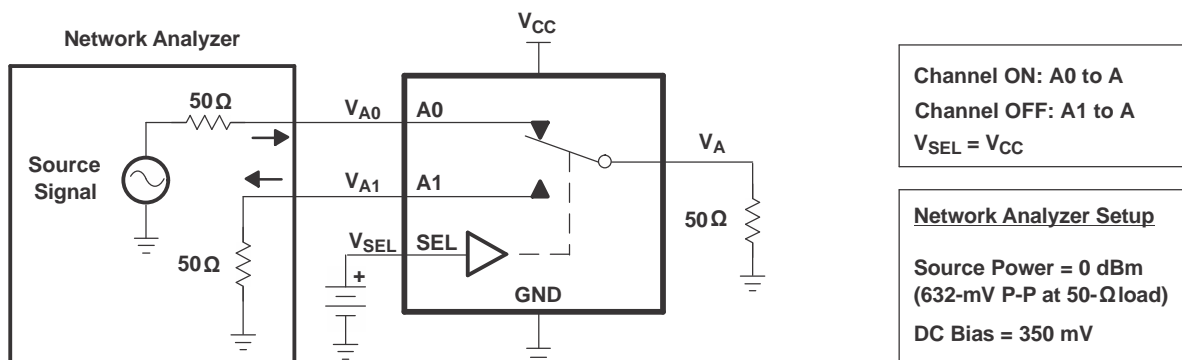 Network Analyzer
V_CC
50Ω
V_A0
A0
Source
Signal
V_A1
A1
V_A
50Ω
V_SEL
SEL
+
50Ω
GND
Channel ON: A0 to A
Channel OFF: A1 to A
V_SEL = V_CC
Network Analyzer Setup
Source Power = 0 dBm
(632-mV P-P at 50-Ω load)
DC Bias = 350 mV